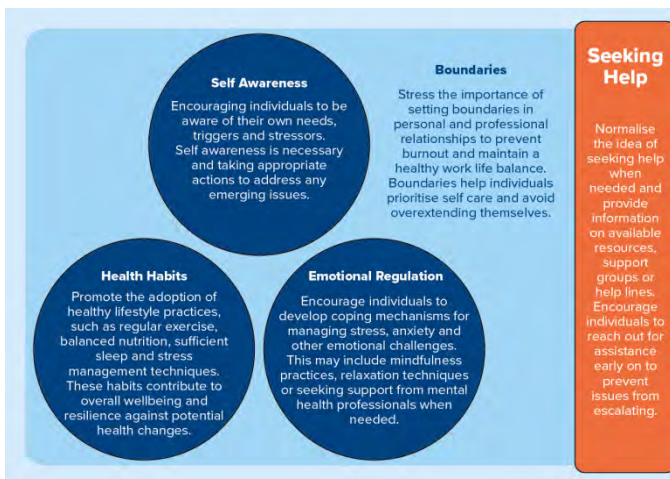 Self Awareness
Encouraging individuals to be
aware of their own needs,
triggers and stressors.
Self awareness is necessary
and taking appropriate
actions to address any
emerging issues.
Boundaries
Stress the importance of
setting boundaries in
personal and professional
relationships to prevent
burnout and maintain a
healthy work life balance.
Boundaries help individuals
prioritise self care and avoid
overextending themselves.
Health Habits
Promote the adoption of
healthy lifestyle practices,
such as regular exercise,
balanced nutrition, sufficient
sleep and stress
management techniques.
These habits contribute to
overall wellbeing and
resilience against potential
health changes.
Emotional Regulation
Encourage individuals to
develop coping mechanisms for
managing stress, anxiety and
other emotional challenges.
This may include mindfulness
practices, relaxation techniques
or seeking support from mental
health professionals when
needed.
Seeking
Help
Normalise
the idea of
seeking help
when
needed and
provide
information
on available
resources,
support
groups or
help lines.
Encourage
individuals to
reach out for
assistance
early on to
prevent
issues from
escalating.